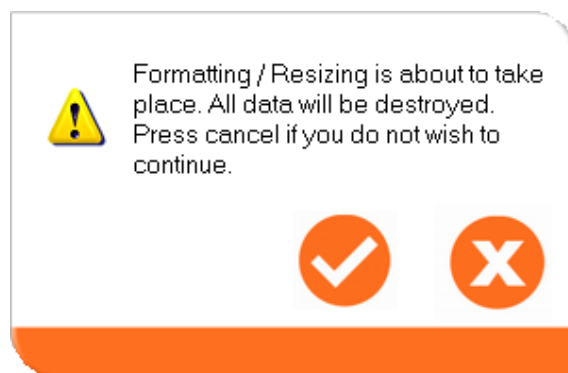 Formatting / Resizing is about to take
place. All data will be destroyed.
Press cancel if you do not wish to
continue.